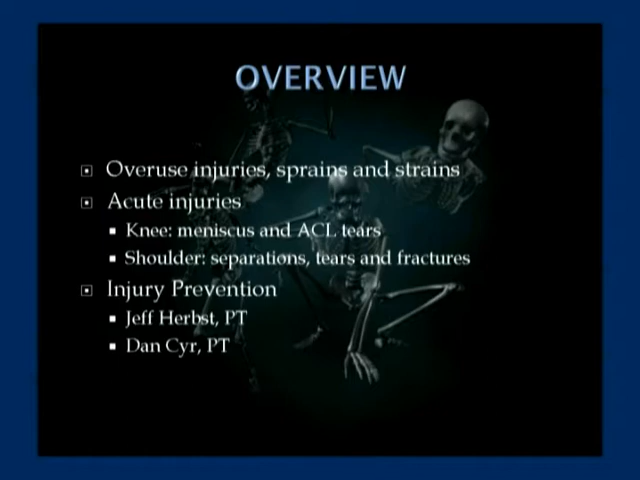 OVERVIEW
Overuse injuries, sprains and strains
Acute injuries
Knee: meniscus and ACL tears
Shoulder: separations, tears and fractures
Injury Prevention
Jeff Herbst, PT
Dan Cyr, PT